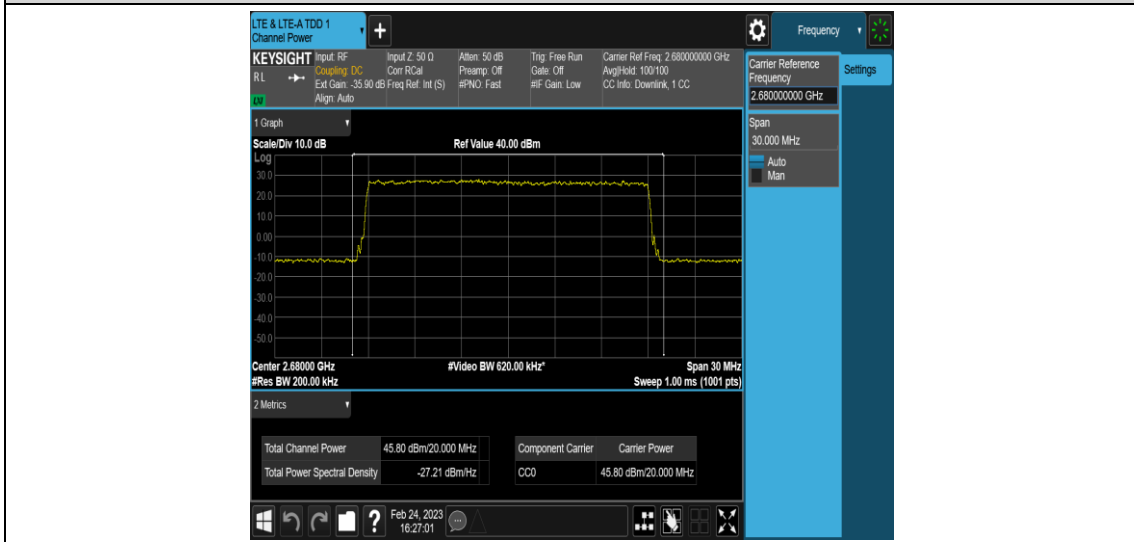 LTE & LTE-A TDD 1
Channel Power
+
Frequency
KEYSIGHT
RL
LXI
Input: RF
Coupling: DC
Ext Gain: -35.90 dB
Align: Auto
Input Z: 50 Ω
Corr RCal
Freq Ref: Int (S)
Atten: 50 dB
Preamp: Off
#PNO: Fast
Trig: Free Run
Gate: Off
#IF Gain: Low
Carrier Ref Freq: 2.680000000 GHz
Avg|Hold: 100/100
CC Info: Downlink, 1 CC
Carrier Reference
Frequency
2.680000000 GHz
Settings
Span
30.000 MHz
Auto
Man
1 Graph
Scale/Div 10.0 dB
Ref Value 40.00 dBm
Log
30.0
20.0
10.0
0.00
-10.0
-20.0
-30.0
-40.0
-50.0
Center 2.68000 GHz
#Video BW 620.00 kHz*
Span 30 MHz
#Res BW 200.00 kHz
Sweep 1.00 ms (1001 pts)
2 Metrics
Total Channel Power 45.80 dBm/20.000 MHz
Total Power Spectral Density -27.21 dBm/Hz
Component Carrier Carrier Power
CC0 45.80 dBm/20.000 MHz
?
Feb 24, 2023
16:27:01